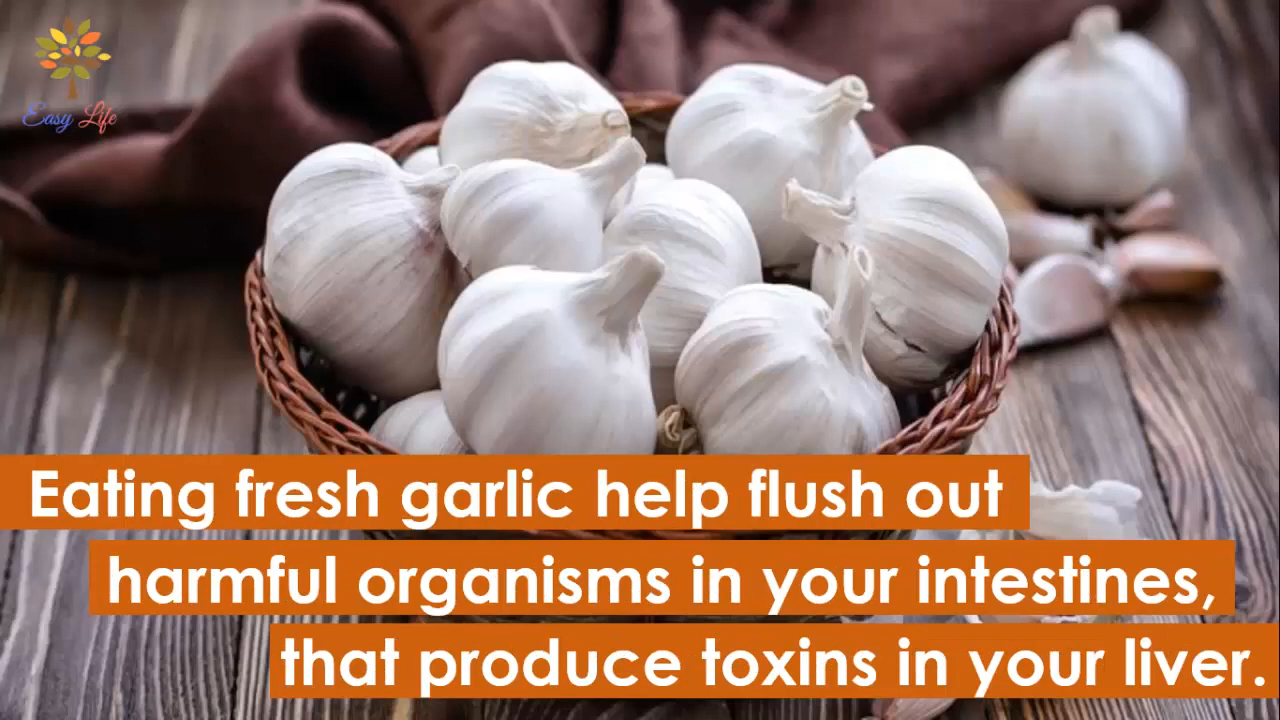 Easy Life
Eating fresh garlic help flush out
harmful organisms in your intestines,
that produce toxins in your liver.